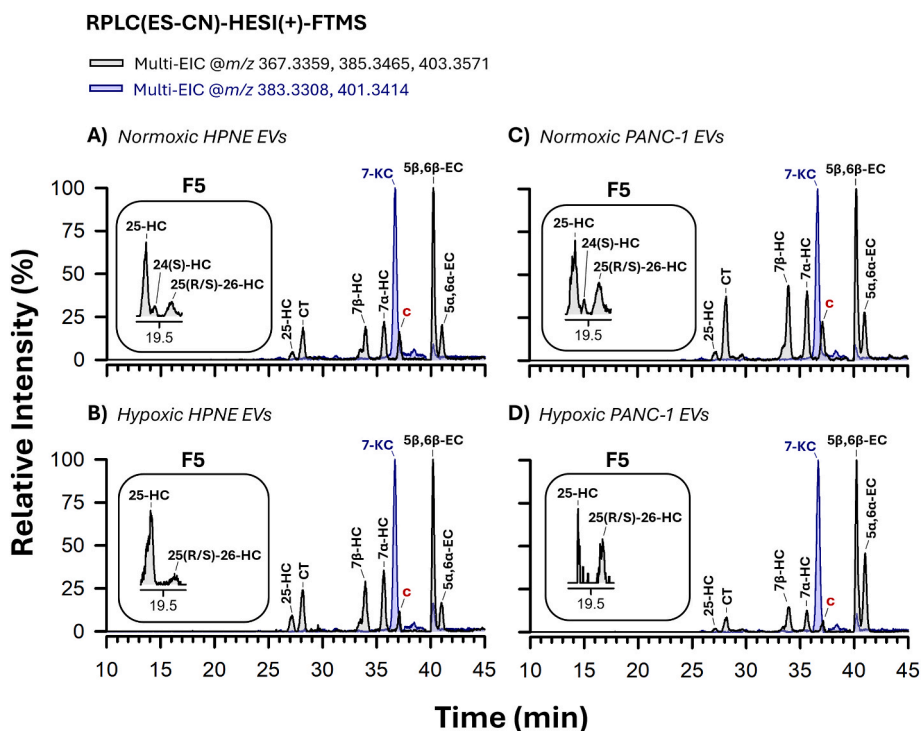 RPLC(ES-CN)-HESI(+)-FTMS
Multi-EIC @m/z 367.3359, 385.3465, 403.3571
Multi-EIC @m/z 383.3308, 401.3414
A) Normoxic HPNE EVs
Relative Intensity (%)
100
75
50
25
0
F5
25-HC
24(S)-HC
25(R/S)-26-HC
19.5
25-HC
CT
7β-HC
7α-HC
7-KC
C
5β,6β-EC
5α,6α-EC
C) Normoxic PANC-1 EVs
F5
25-HC
24(S)-HC
25(R/S)-26-HC
19.5
25-HC
CT
7β-HC
7α-HC
7-KC
C
5β,6β-EC
5α,6α-EC
B) Hypoxic HPNE EVs
100
75
50
25
0
F5
25-HC
25(R/S)-26-HC
19.5
25-HC
CT
7β-HC
7α-HC
7-KC
C
5β,6β-EC
5α,6α-EC
10 15 20 25 30 35 40 45
D) Hypoxic PANC-1 EVs
F5
25-HC
25(R/S)-26-HC
19.5
25-HC
CT
7β-HC
7α-HC
7-KC
C
5β,6β-EC
5α,6α-EC
10 15 20 25 30 35 40 45
Time (min)